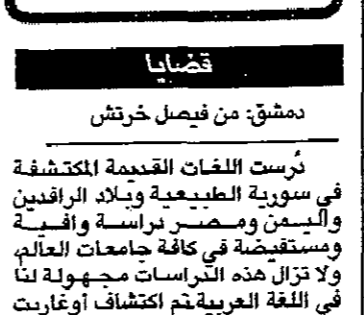 قضايا
دمشق: من فيصل خرتش
دُرست اللغات القديمة المكتشفة
في سورية الطبيعية وبلاد الرافدين
واليمن ومصر دراسة وافية
ومستفيضة في كافة جامعات العالم،
ولا تزال هذه الدراسات مجهولة لنا
في اللغة العربية.تم اكتشاف أوغاريت